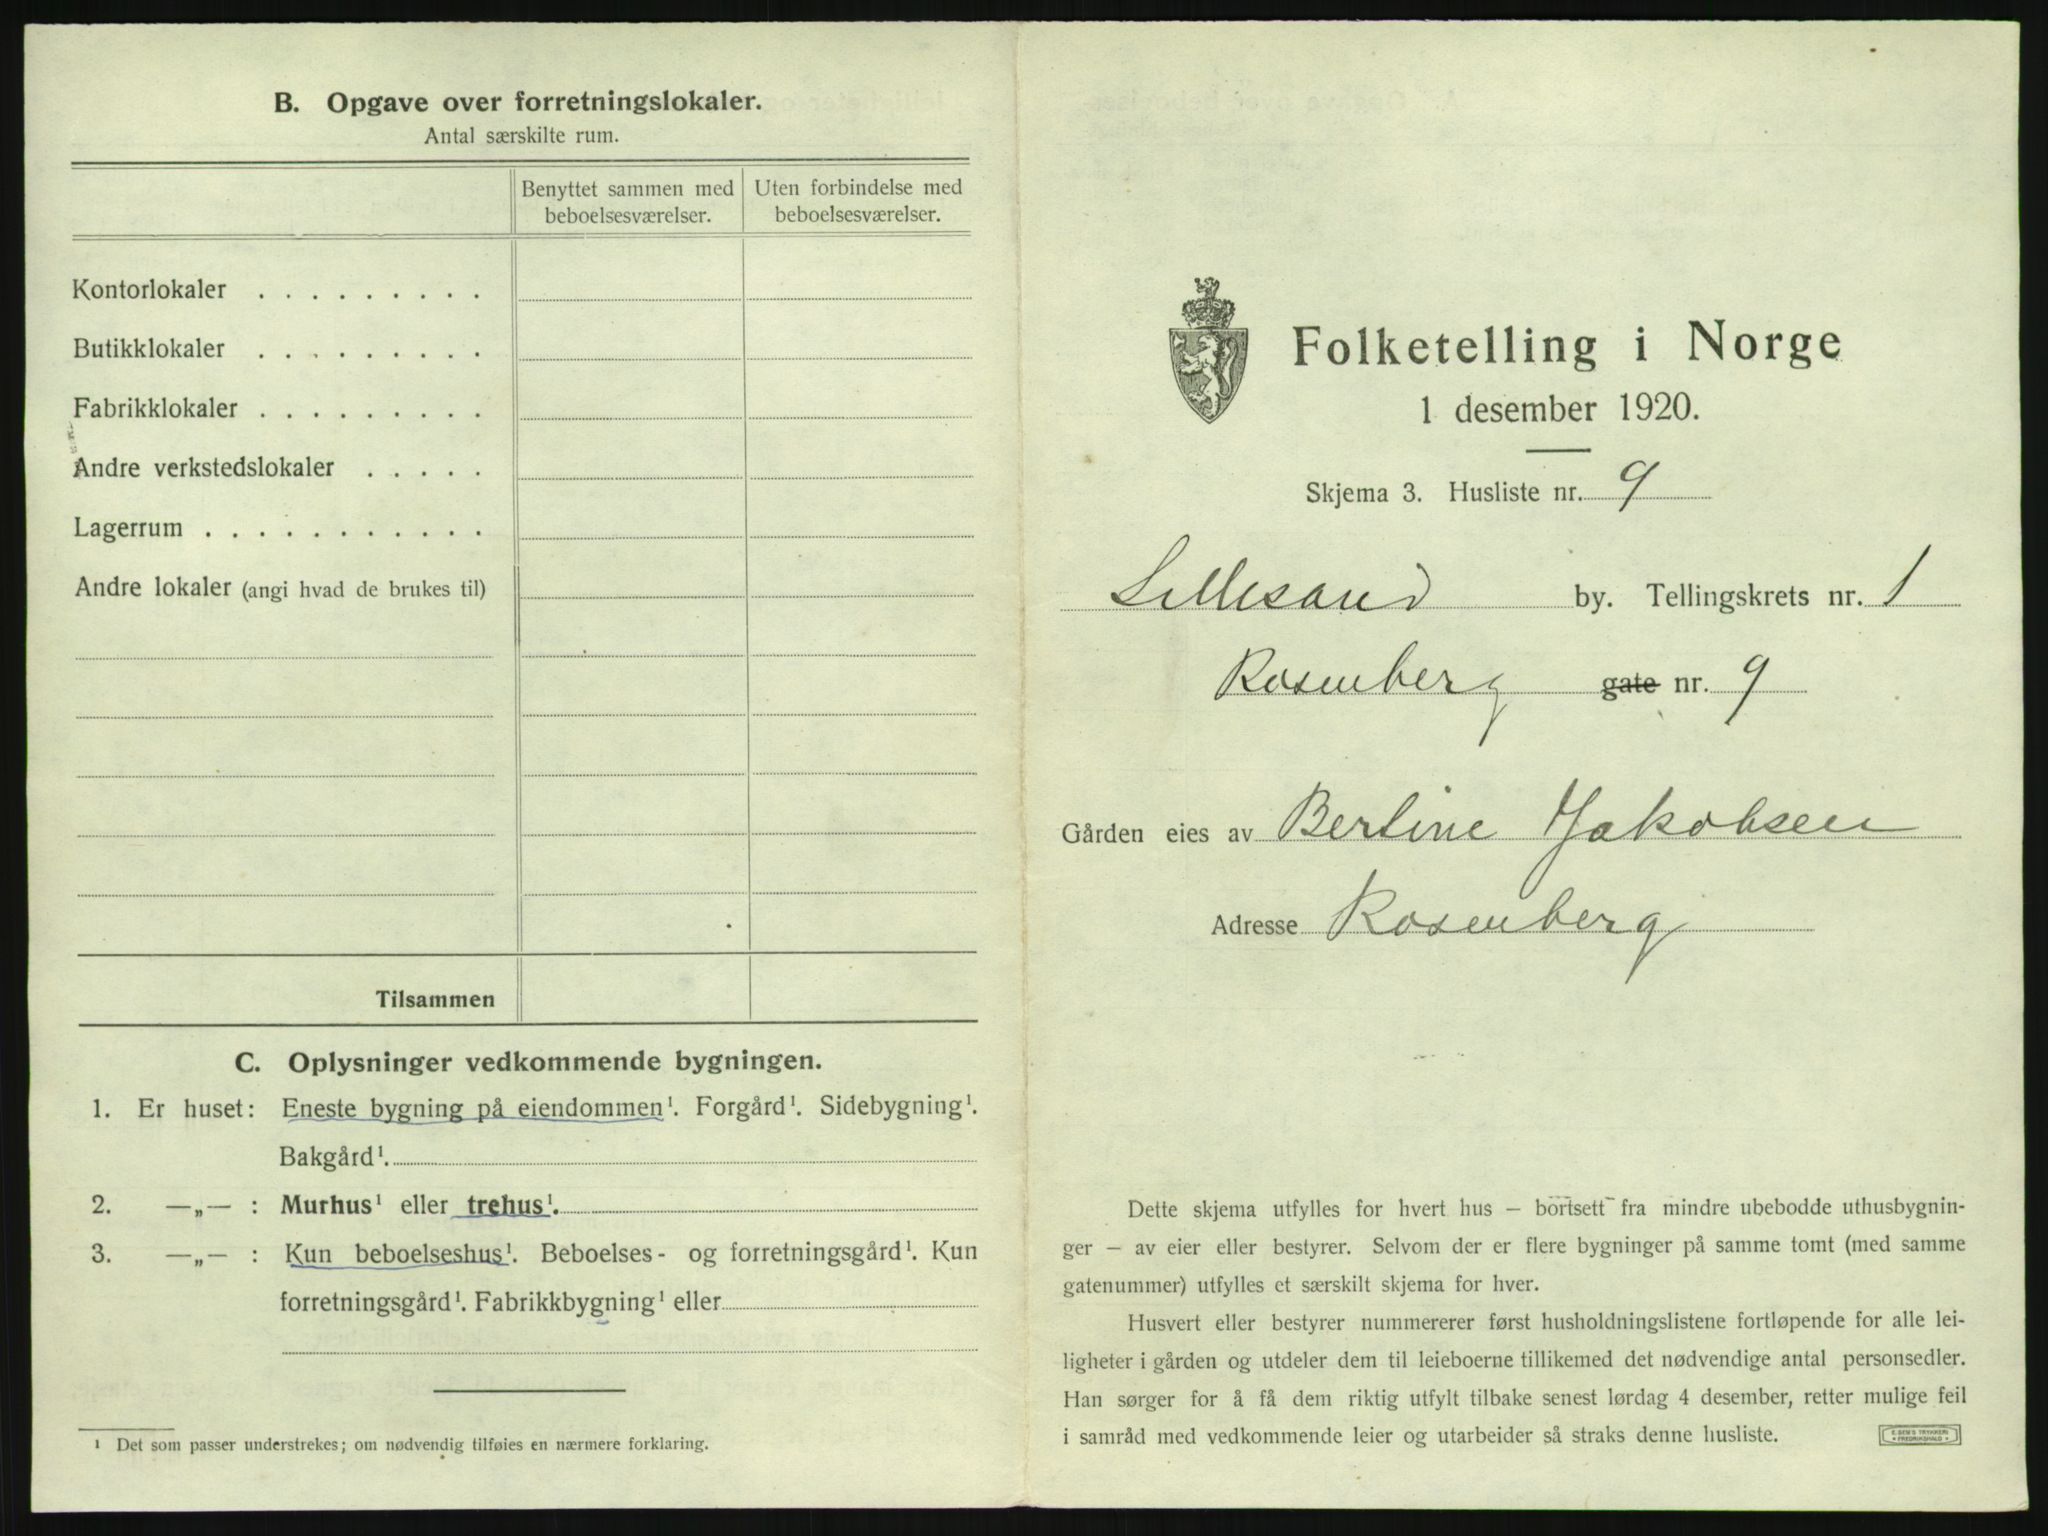 B. Opgave over forretningslokaler.
Antal særskilte rum.
Benyttet sammen med beboelsesværelser.
Uten forbindelse med beboelsesværelser.
Kontorlokaler . . . . . . . . .
Butikklokaler . . . . . . . . .
Fabrikklokaler . . . . . . . . .
Andre verkstedslokaler . . . . .
Lagerrum . . . . . . . . . . .
Andre lokaler (angi hvad de brukes til)
Tilsammen
C. Oplysninger vedkommende bygningen.
1. Er huset: Eneste bygning på eiendommen¹. Forgård¹. Sidebygning¹.
Bakgård¹.
2. —„— : Murhus¹ eller trehus¹.
3. —„— : Kun beboelseshus¹. Beboelses- og forretningsgård¹. Kun
forretningsgård¹. Fabrikkbygning¹ eller
¹ Det som passer understrekes; om nødvendig tilføies en nærmere forklaring.
Folketelling i Norge
1 desember 1920.
Skjema 3. Husliste nr. 9
Lillesand by. Tellingskrets nr. 1
Rosenberg gate nr. 9
Gården eies av Bertine Jakobsen
Adresse Rosenberg
Dette skjema utfylles for hvert hus – bortsett fra mindre ubebodde uthusbygnin-
ger – av eier eller bestyrer. Selvom der er flere bygninger på samme tomt (med samme
gatenummer) utfylles et særskilt skjema for hver.
Husvert eller bestyrer nummererer først husholdningslistene fortløpende for alle lei-
ligheter i gården og utdeler dem til leieboerne tillikemed det nødvendige antal personsedler.
Han sørger for å få dem riktig utfylt tilbake senest lørdag 4 desember, retter mulige feil
i samråd med vedkommende leier og utarbeider så straks denne husliste.
E. SEM'S TRYKKERI
FREDRIKSHALD